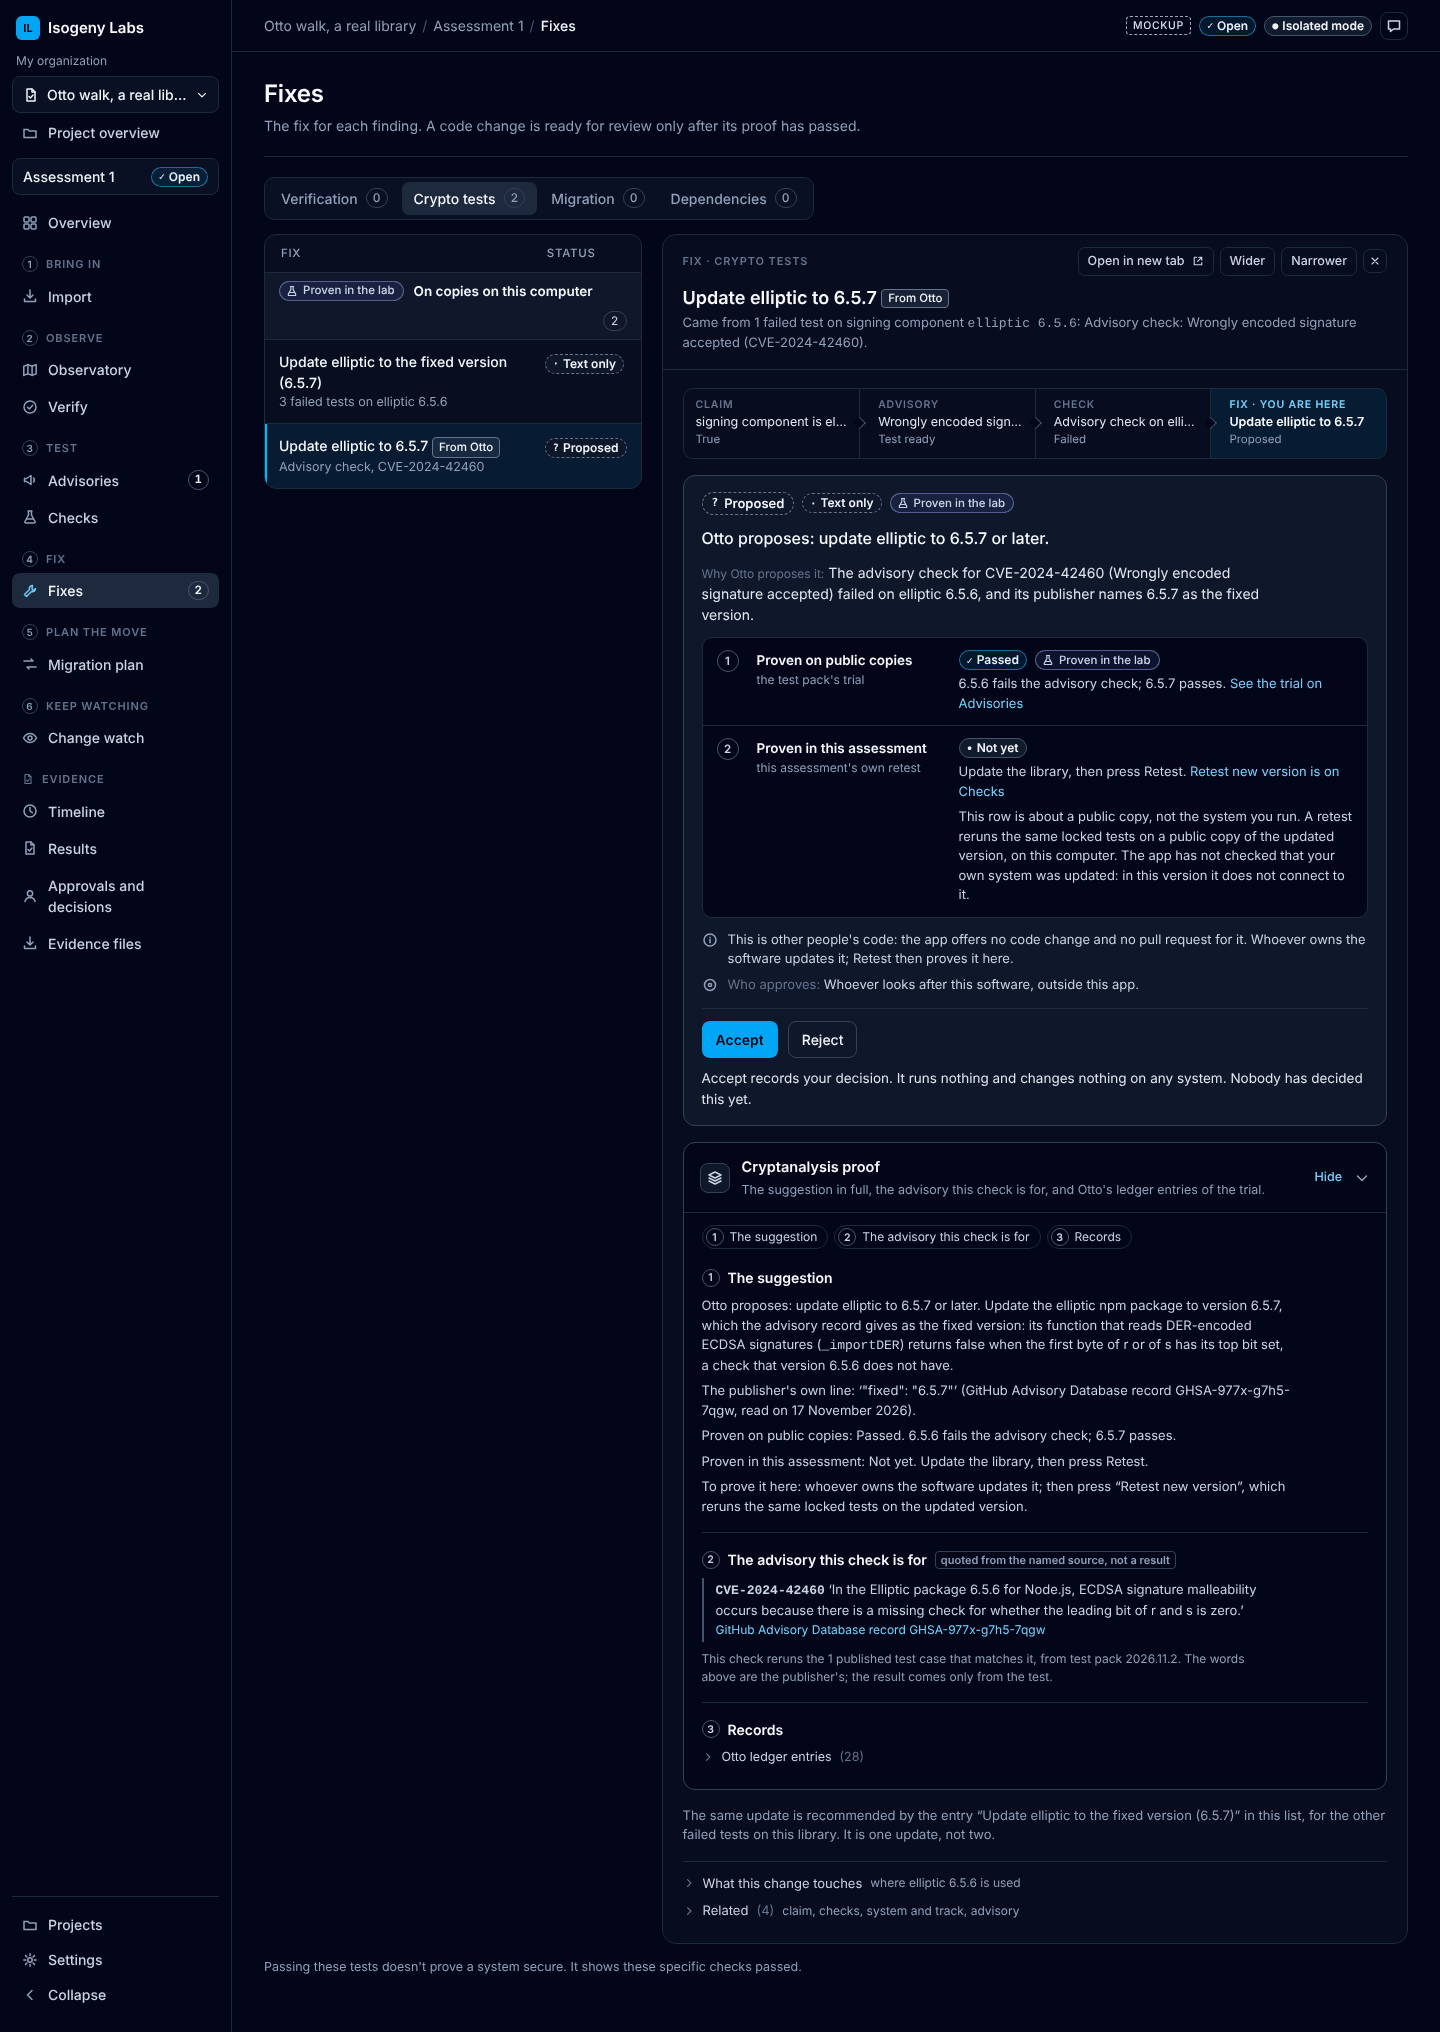 IL Isogeny Labs
My organization
Otto walk, a real lib...
Project overview
Assessment 1 ✓ Open
Overview
1 BRING IN
Import
2 OBSERVE
Observatory
Verify
3 TEST
Advisories 1
Checks
4 FIX
Fixes 2
5 PLAN THE MOVE
Migration plan
6 KEEP WATCHING
Change watch
EVIDENCE
Timeline
Results
Approvals and
decisions
Evidence files
Projects
Settings
Collapse
Otto walk, a real library / Assessment 1 / Fixes
MOCKUP ✓ Open • Isolated mode
Fixes
The fix for each finding. A code change is ready for review only after its proof has passed.
Verification 0 Crypto tests 2 Migration 0 Dependencies 0
FIX STATUS
Proven in the lab On copies on this computer
2
Update elliptic to the fixed version
(6.5.7)
· Text only
3 failed tests on elliptic 6.5.6
Update elliptic to 6.5.7 From Otto ? Proposed
Advisory check, CVE-2024-42460
FIX · CRYPTO TESTS Open in new tab Wider Narrower ×
Update elliptic to 6.5.7 From Otto
Came from 1 failed test on signing component elliptic 6.5.6: Advisory check: Wrongly encoded signature
accepted (CVE-2024-42460).
CLAIM
signing component is el...
True
ADVISORY
Wrongly encoded sign...
Test ready
CHECK
Advisory check on elli...
Failed
FIX · YOU ARE HERE
Update elliptic to 6.5.7
Proposed
? Proposed · Text only Proven in the lab
Otto proposes: update elliptic to 6.5.7 or later.
Why Otto proposes it: The advisory check for CVE-2024-42460 (Wrongly encoded
signature accepted) failed on elliptic 6.5.6, and its publisher names 6.5.7 as the fixed
version.
1 Proven on public copies
the test pack's trial
✓ Passed Proven in the lab
6.5.6 fails the advisory check; 6.5.7 passes. See the trial on
Advisories
2 Proven in this assessment
this assessment's own retest
• Not yet
Update the library, then press Retest. Retest new version is on
Checks
This row is about a public copy, not the system you run. A retest
reruns the same locked tests on a public copy of the updated
version, on this computer. The app has not checked that your
own system was updated: in this version it does not connect to
it.
This is other people's code: the app offers no code change and no pull request for it. Whoever owns the
software updates it; Retest then proves it here.
Who approves: Whoever looks after this software, outside this app.
Accept Reject
Accept records your decision. It runs nothing and changes nothing on any system. Nobody has decided
this yet.
Cryptanalysis proof
The suggestion in full, the advisory this check is for, and Otto's ledger entries of the trial.
Hide
1 The suggestion 2 The advisory this check is for 3 Records
1 The suggestion
Otto proposes: update elliptic to 6.5.7 or later. Update the elliptic npm package to version 6.5.7,
which the advisory record gives as the fixed version: its function that reads DER-encoded
ECDSA signatures (_importDER) returns false when the first byte of r or of s has its top bit set,
a check that version 6.5.6 does not have.
The publisher's own line: ‘"fixed": "6.5.7"’ (GitHub Advisory Database record GHSA-977x-g7h5-
7qgw, read on 17 November 2026).
Proven on public copies: Passed. 6.5.6 fails the advisory check; 6.5.7 passes.
Proven in this assessment: Not yet. Update the library, then press Retest.
To prove it here: whoever owns the software updates it; then press “Retest new version”, which
reruns the same locked tests on the updated version.
2 The advisory this check is for quoted from the named source, not a result
CVE-2024-42460 ‘In the Elliptic package 6.5.6 for Node.js, ECDSA signature malleability
occurs because there is a missing check for whether the leading bit of r and s is zero.’
GitHub Advisory Database record GHSA-977x-g7h5-7qgw
This check reruns the 1 published test case that matches it, from test pack 2026.11.2. The words
above are the publisher's; the result comes only from the test.
3 Records
Otto ledger entries (28)
The same update is recommended by the entry “Update elliptic to the fixed version (6.5.7)” in this list, for the other
failed tests on this library. It is one update, not two.
What this change touches where elliptic 6.5.6 is used
Related (4) claim, checks, system and track, advisory
Passing these tests doesn't prove a system secure. It shows these specific checks passed.